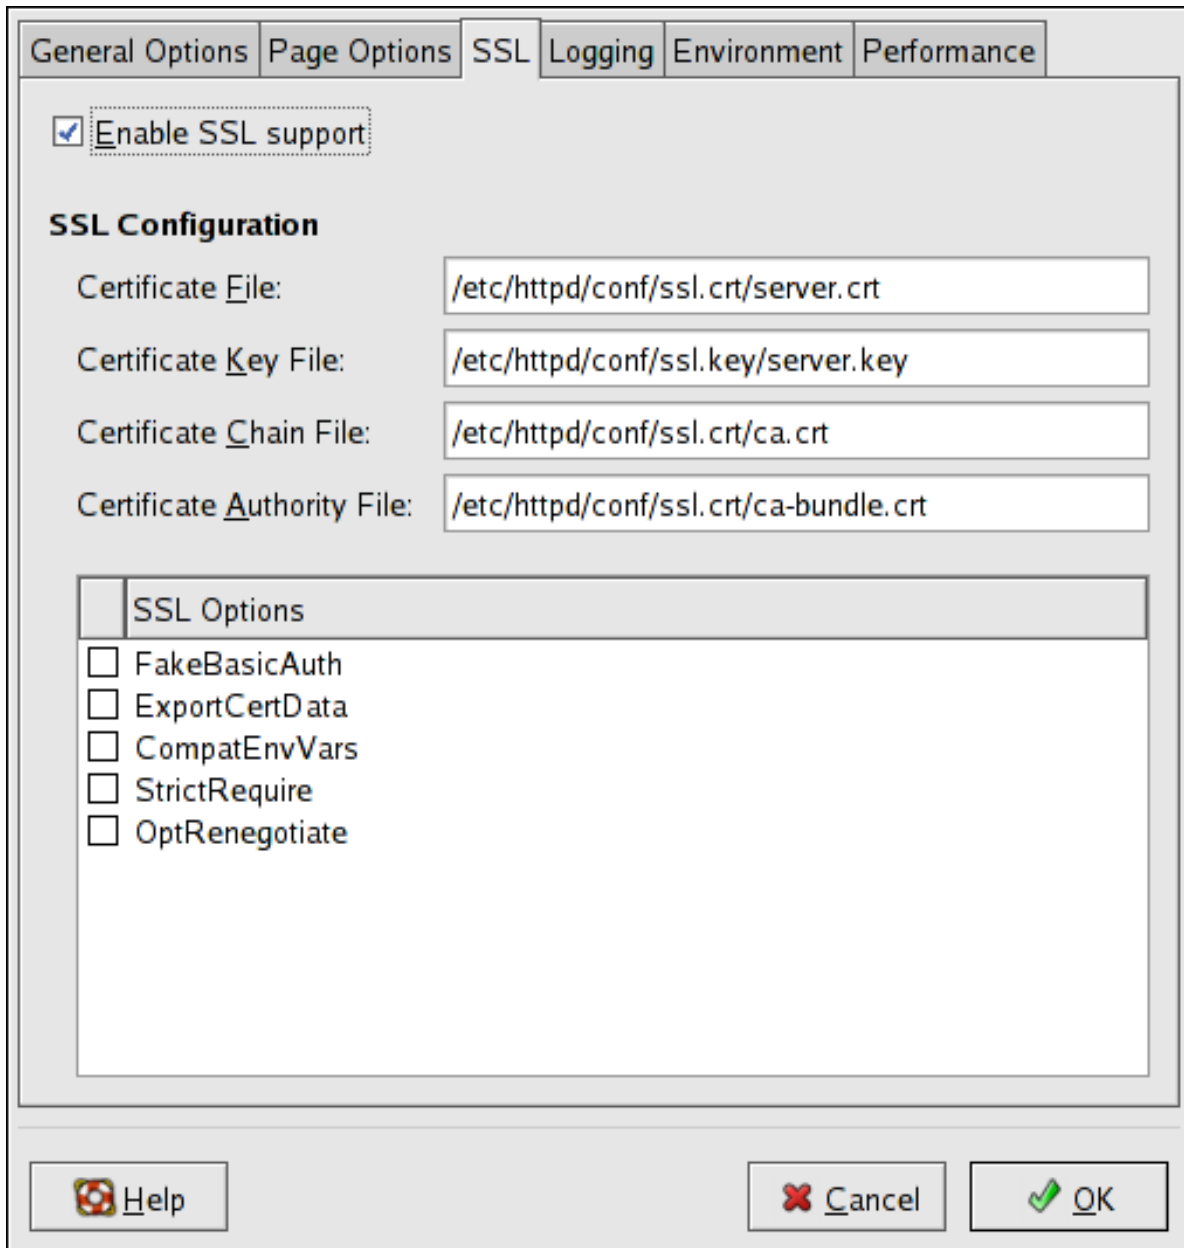 General Options Page Options SSL Logging Environment Performance
Enable SSL support
SSL Configuration
Certificate File: /etc/httpd/conf/ssl.crt/server.crt
Certificate Key File: /etc/httpd/conf/ssl.key/server.key
Certificate Chain File: /etc/httpd/conf/ssl.crt/ca.crt
Certificate Authority File: /etc/httpd/conf/ssl.crt/ca-bundle.crt
SSL Options
FakeBasicAuth
ExportCertData
CompatEnvVars
StrictRequire
OptRenegotiate
Help Cancel OK